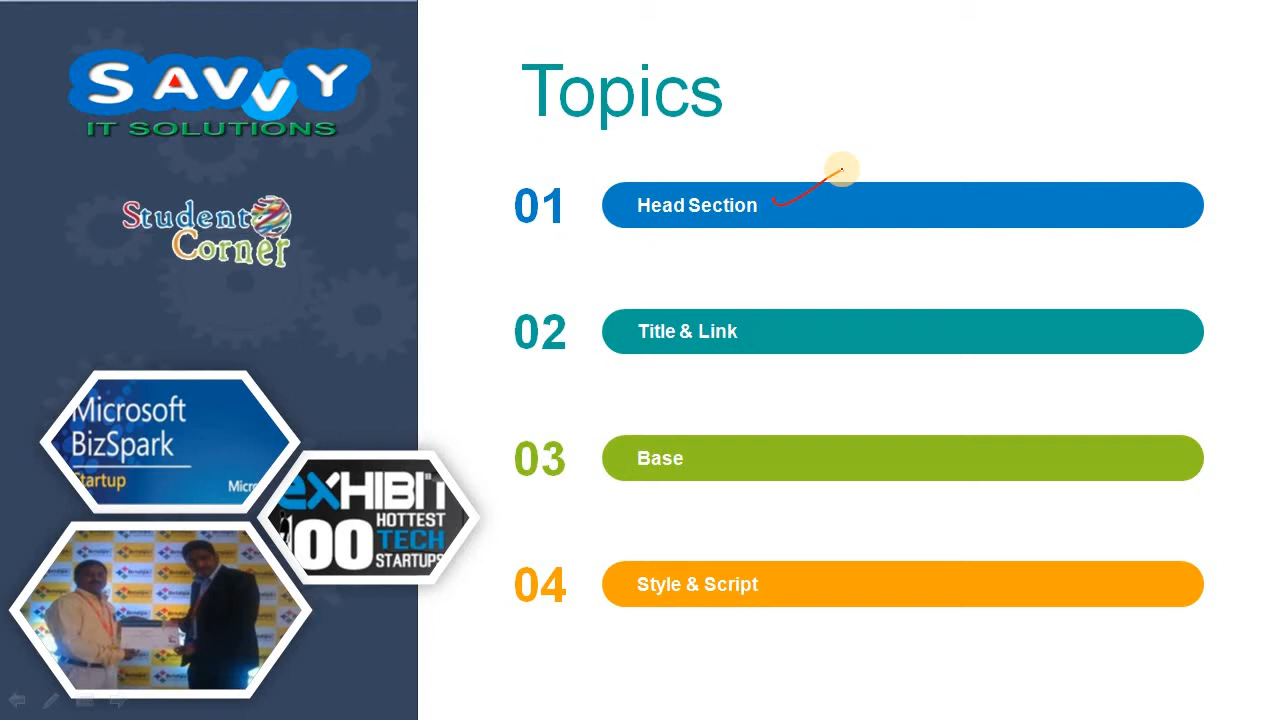 SAVVY
IT SOLUTIONS
Student
Corner
Microsoft
BizSpark
Startup
Micro
EXHIBIT
100
HOTTEST
TECH
STARTUPS
Topics
01
Head Section
02
Title & Link
03
Base
04
Style & Script